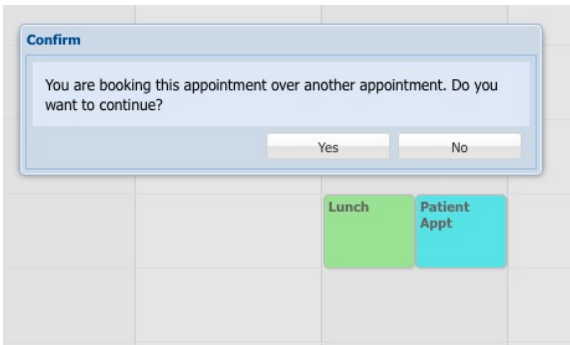 Confirm
You are booking this appointment over another appointment. Do you
want to continue?
Yes
No
Lunch
Patient
Appt